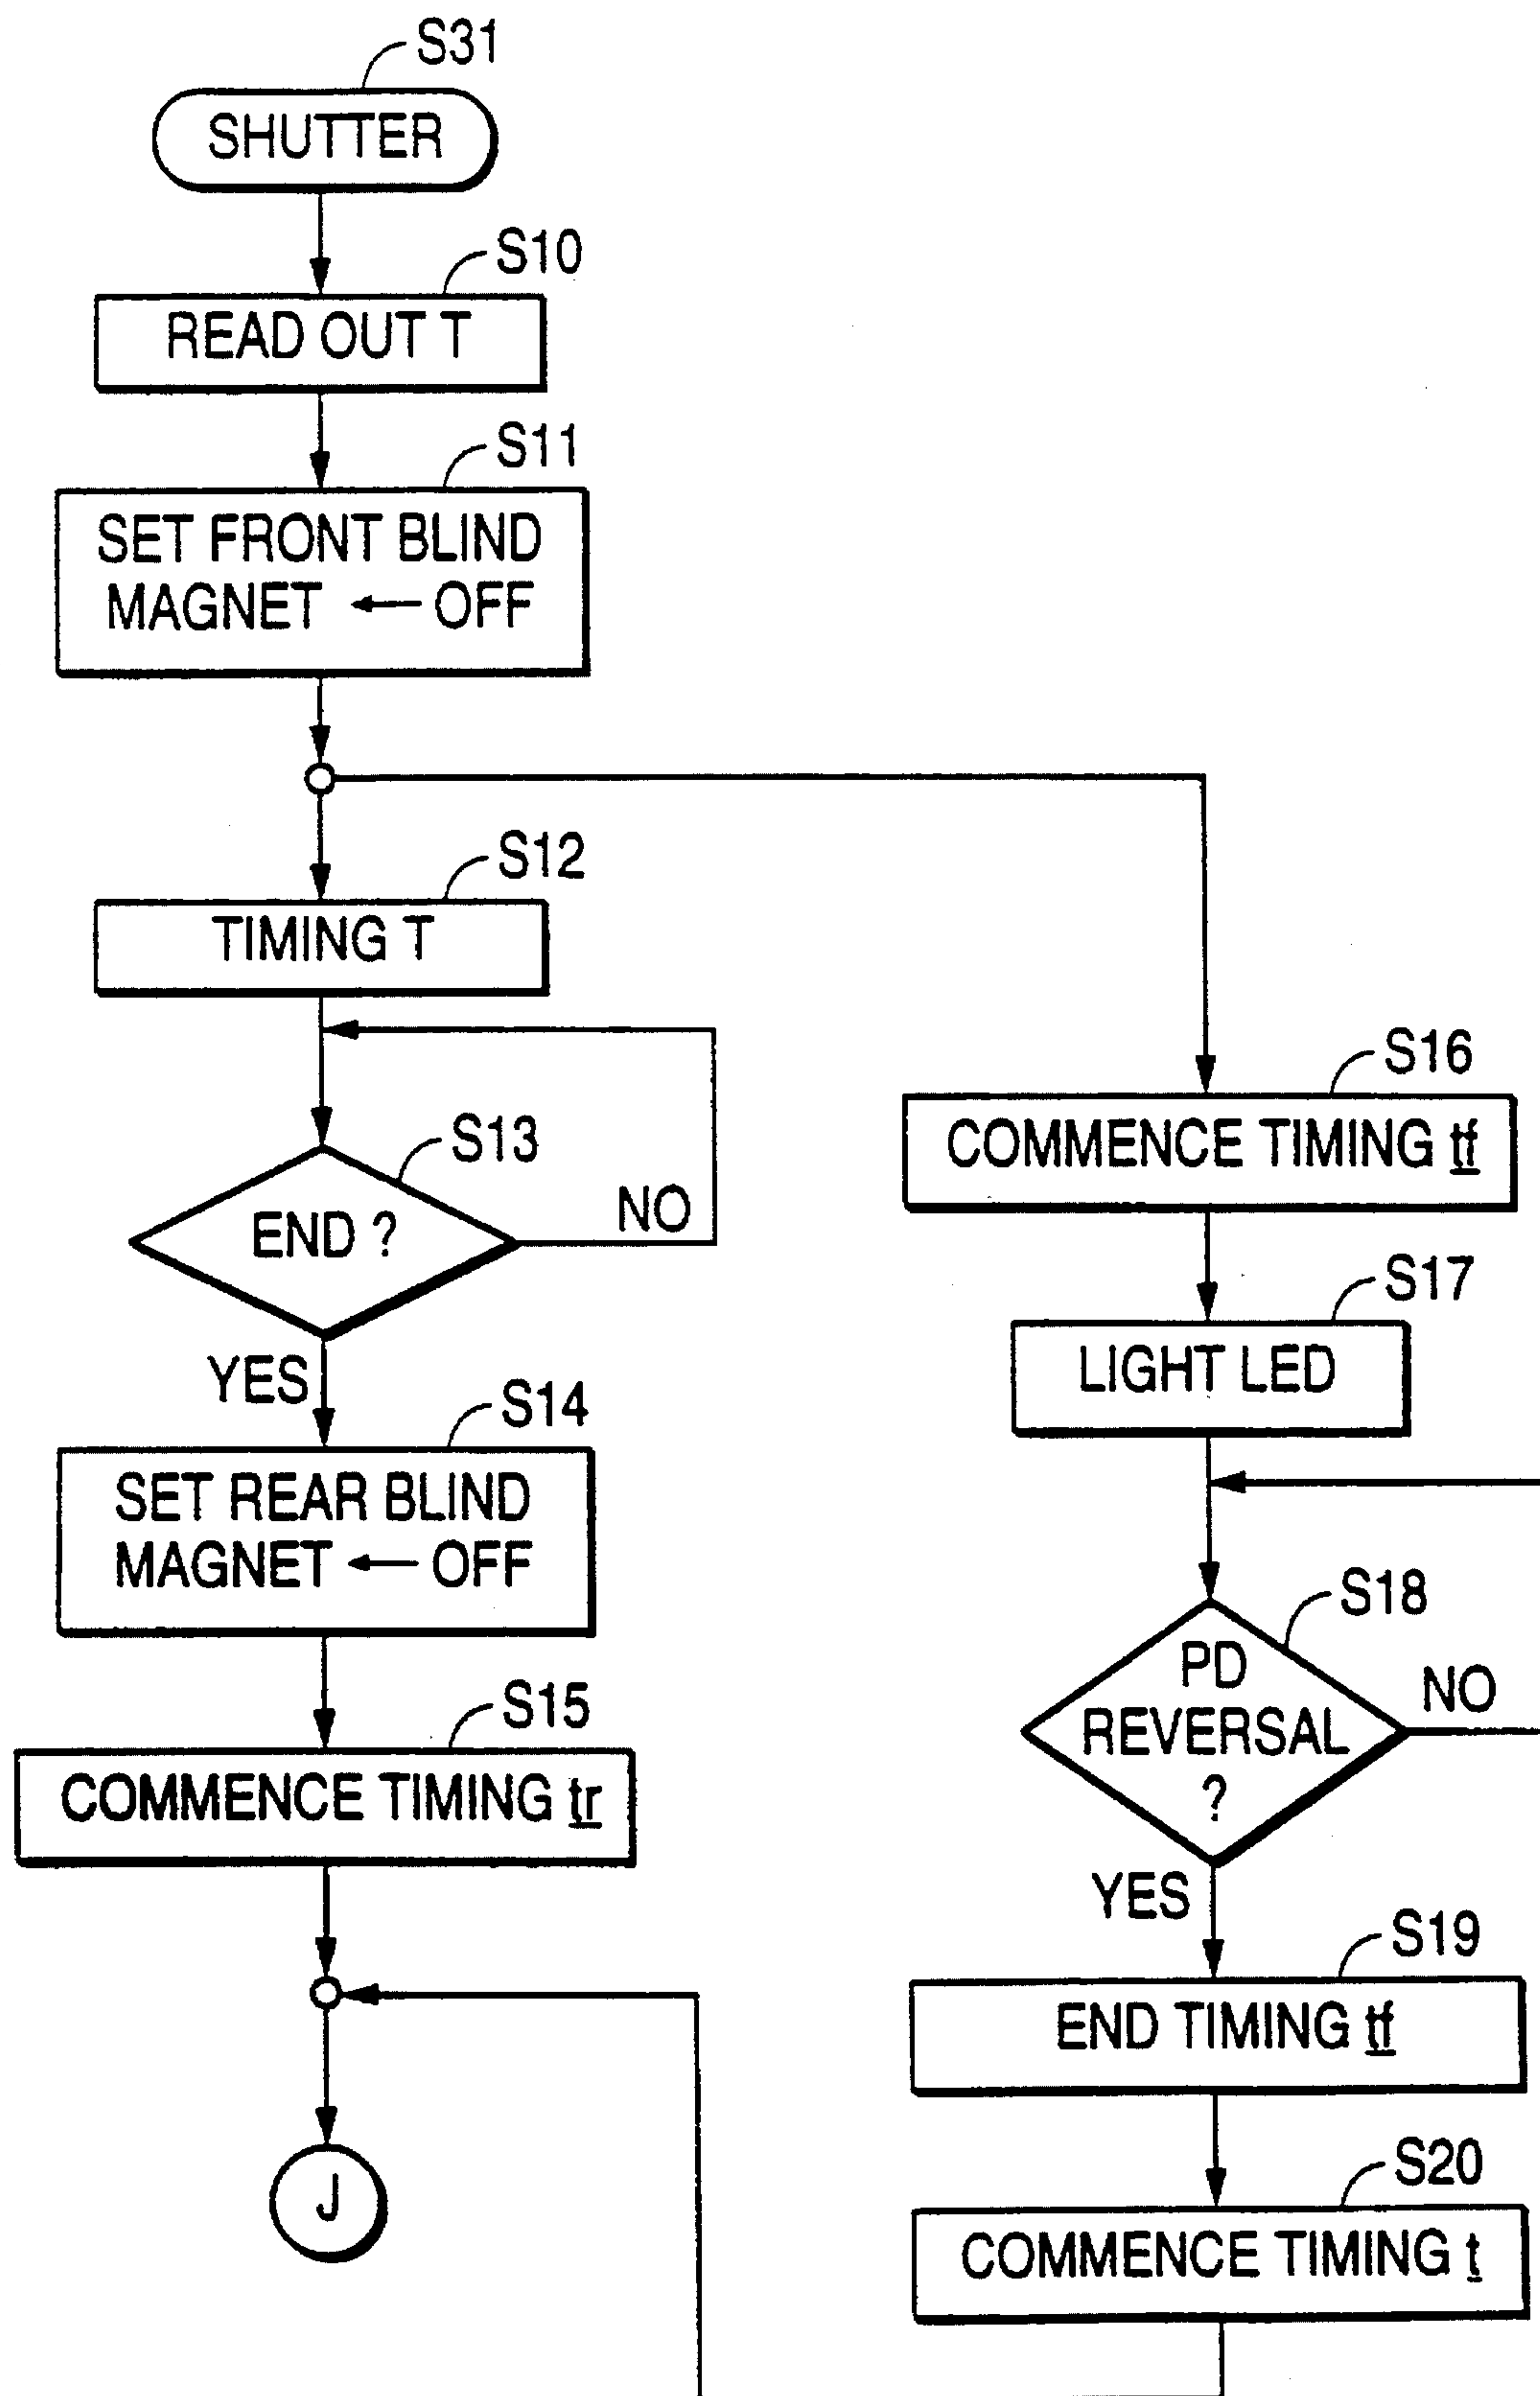 S31
SHUTTER
S10
READ OUT T
S11
SET FRONT BLIND
MAGNET ← OFF
S12
TIMING T
S13
END ?
NO
YES
S14
SET REAR BLIND
MAGNET ← OFF
S15
COMMENCE TIMING tr
J
S16
COMMENCE TIMING tf
S17
LIGHT LED
S18
PD
REVERSAL
?
NO
YES
S19
END TIMING tf
S20
COMMENCE TIMING t